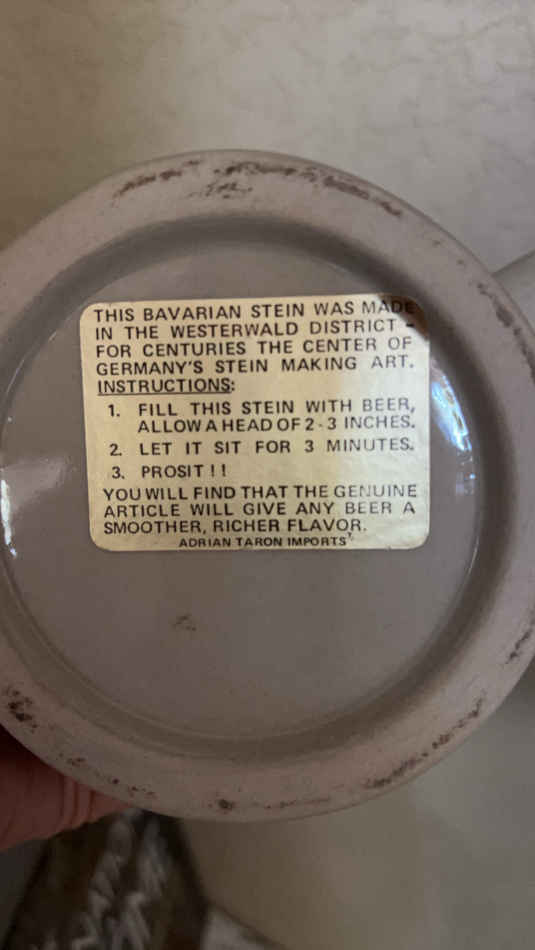 THIS BAVARIAN STEIN WAS MADE
IN THE WESTERWALD DISTRICT -
FOR CENTURIES THE CENTER OF
GERMANY'S STEIN MAKING ART.
INSTRUCTIONS:
1. FILL THIS STEIN WITH BEER,
ALLOW A HEAD OF 2-3 INCHES.
2. LET IT SIT FOR 3 MINUTES.
3. PROSIT!!
YOU WILL FIND THAT THE GENUINE
ARTICLE WILL GIVE ANY BEER A
SMOOTHER, RICHER FLAVOR.
ADRIAN TARON IMPORTS